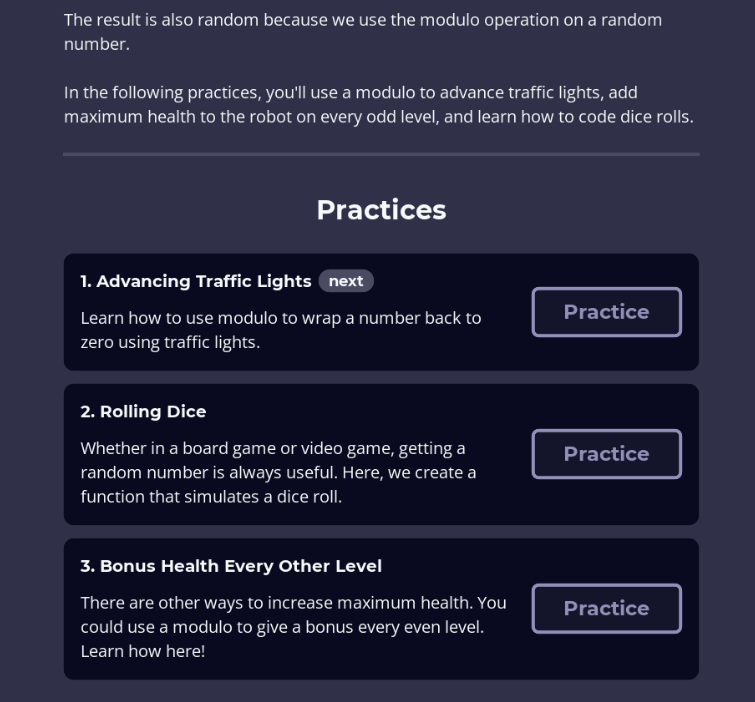 The result is also random because we use the modulo operation on a random
number.
In the following practices, you'll use a modulo to advance traffic lights, add
maximum health to the robot on every odd level, and learn how to code dice rolls.
Practices
1. Advancing Traffic Lights next
Learn how to use modulo to wrap a number back to
zero using traffic lights.
Practice
2. Rolling Dice
Whether in a board game or video game, getting a
random number is always useful. Here, we create a
function that simulates a dice roll.
Practice
3. Bonus Health Every Other Level
There are other ways to increase maximum health. You
could use a modulo to give a bonus every even level.
Learn how here!
Practice